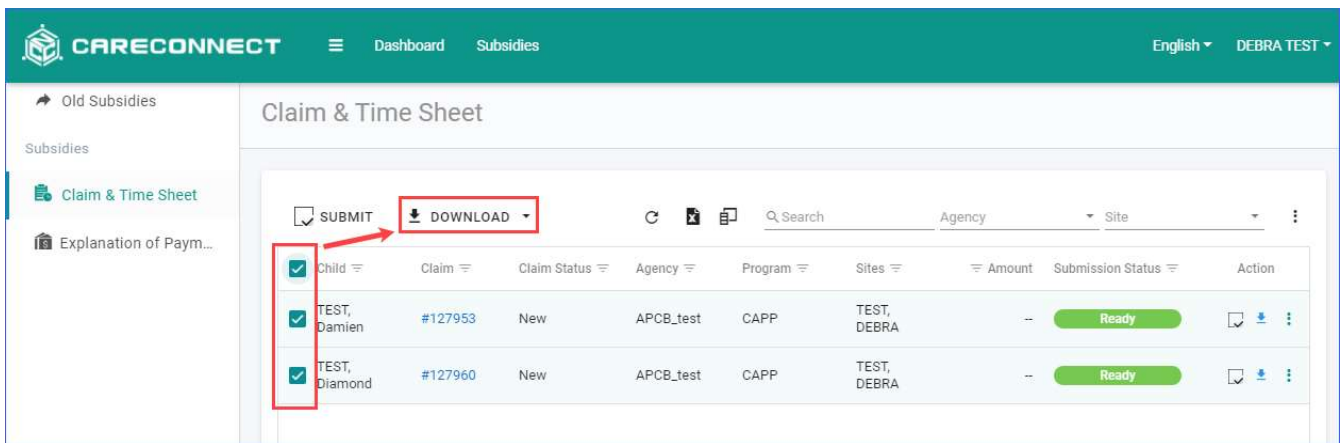 CARECONNECT Dashboard Subsidies English DEBRA TEST
Old Subsidies
Claim & Time Sheet
Subsidies
Claim & Time Sheet
Explanation of Paym...
SUBMIT DOWNLOAD Search Agency Site
Child Claim Claim Status Agency Program Sites Amount Submission Status Action
TEST,
Damien #127953 New APCB_test CAPP TEST,
DEBRA -- Ready
TEST,
Diamond #127960 New APCB_test CAPP TEST,
DEBRA -- Ready